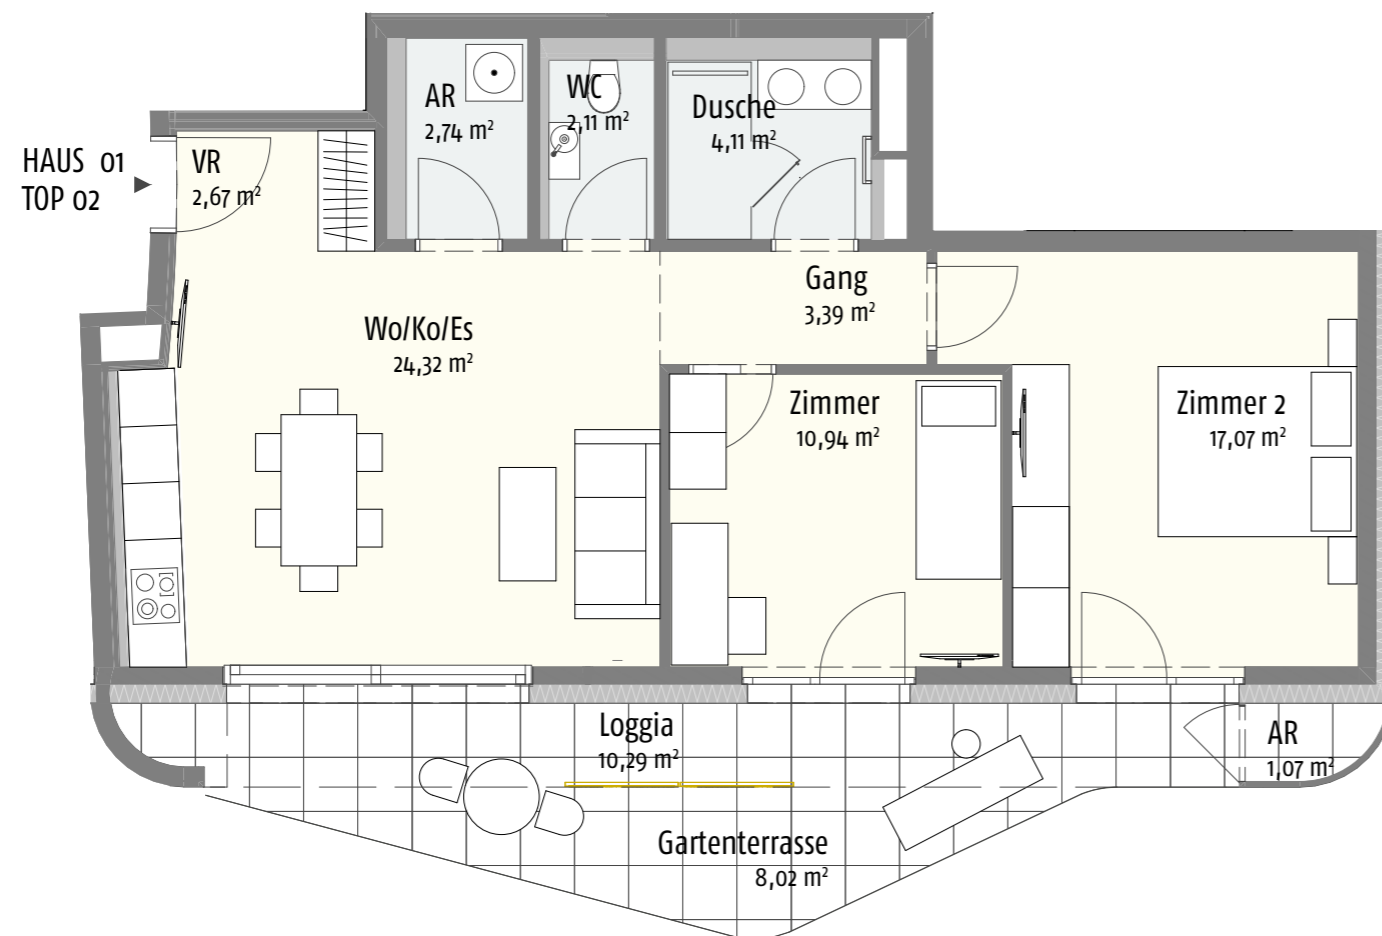 AR
2,74 m²
WC
2,11 m²
Dusche
4,11 m²
HAUS 01
TOP 02
VR
2,67 m²
Gang
3,39 m²
Wo/Ko/Es
24,32 m²
Zimmer
10,94 m²
Zimmer 2
17,07 m²
Loggia
10,29 m²
AR
1,07 m²
Gartenterrasse
8,02 m²